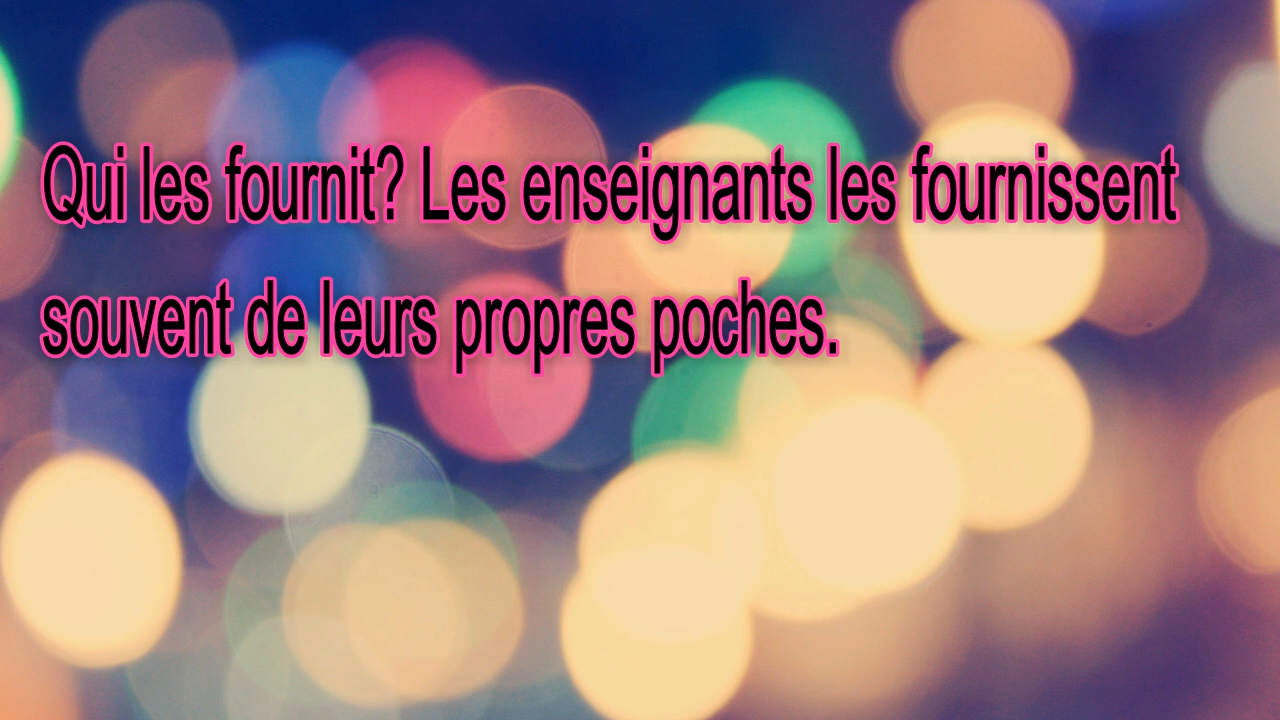 Qui les fournit? Les enseignants les fournissent
souvent de leurs propres poches.